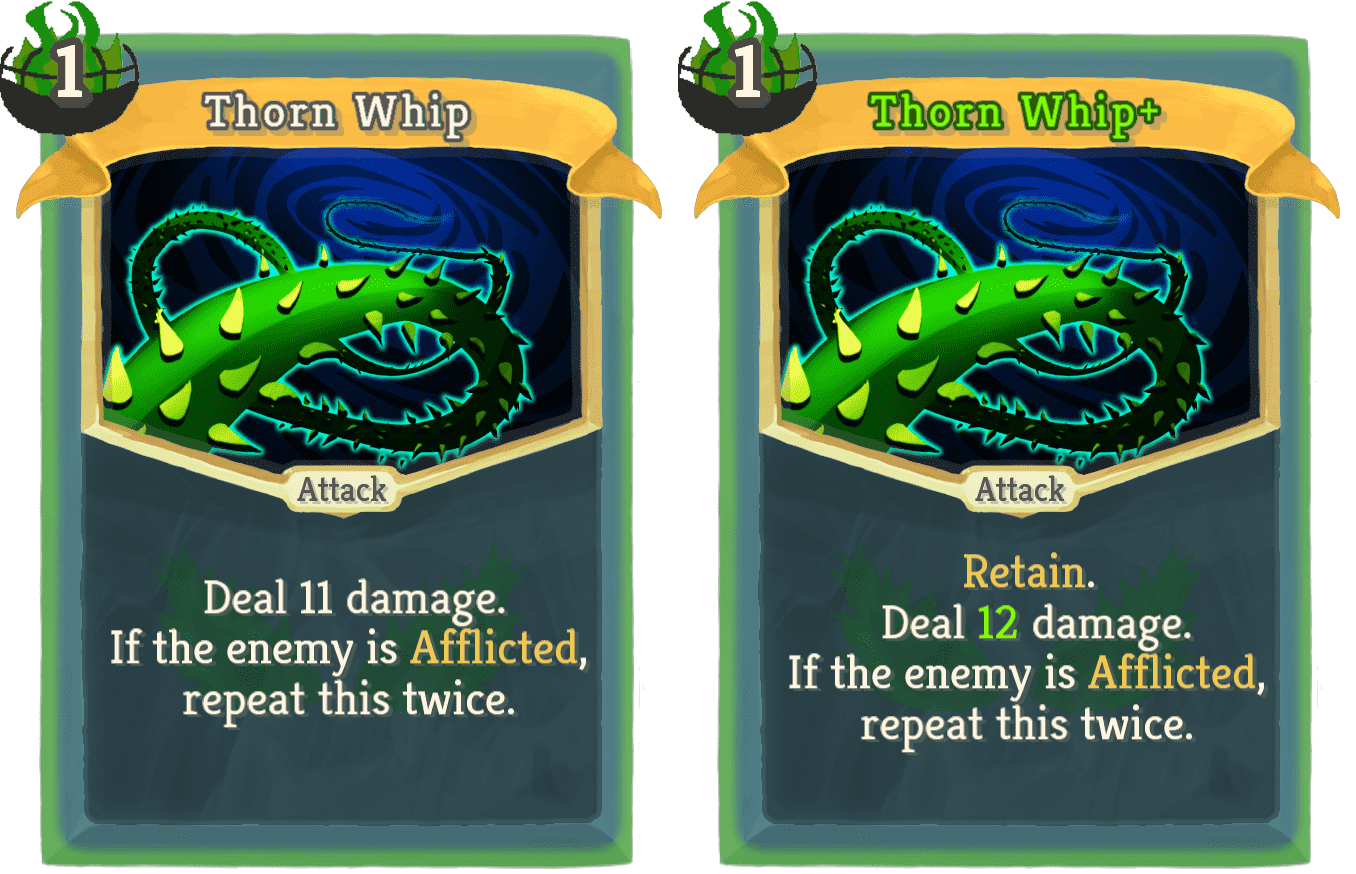 1
Thorn Whip
Attack
Deal 11 damage.
If the enemy is Afflicted,
repeat this twice.
1
Thorn Whip+
Attack
Retain.
Deal 12 damage.
If the enemy is Afflicted,
repeat this twice.